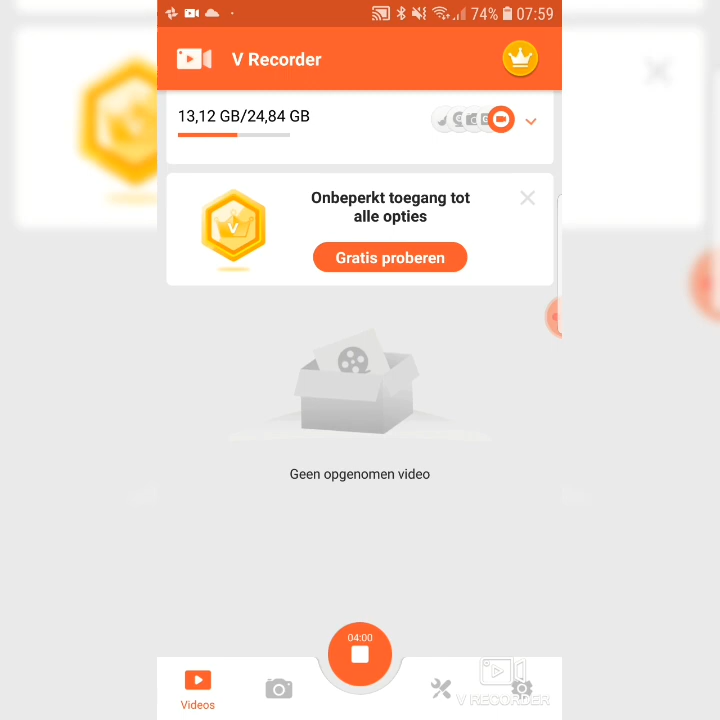 74% 07:59
V Recorder
13,12 GB/24,84 GB
Onbeperkt toegang tot
alle opties
V
Gratis proberen
Geen opgenomen video
04:00
Videos
V RECORDER